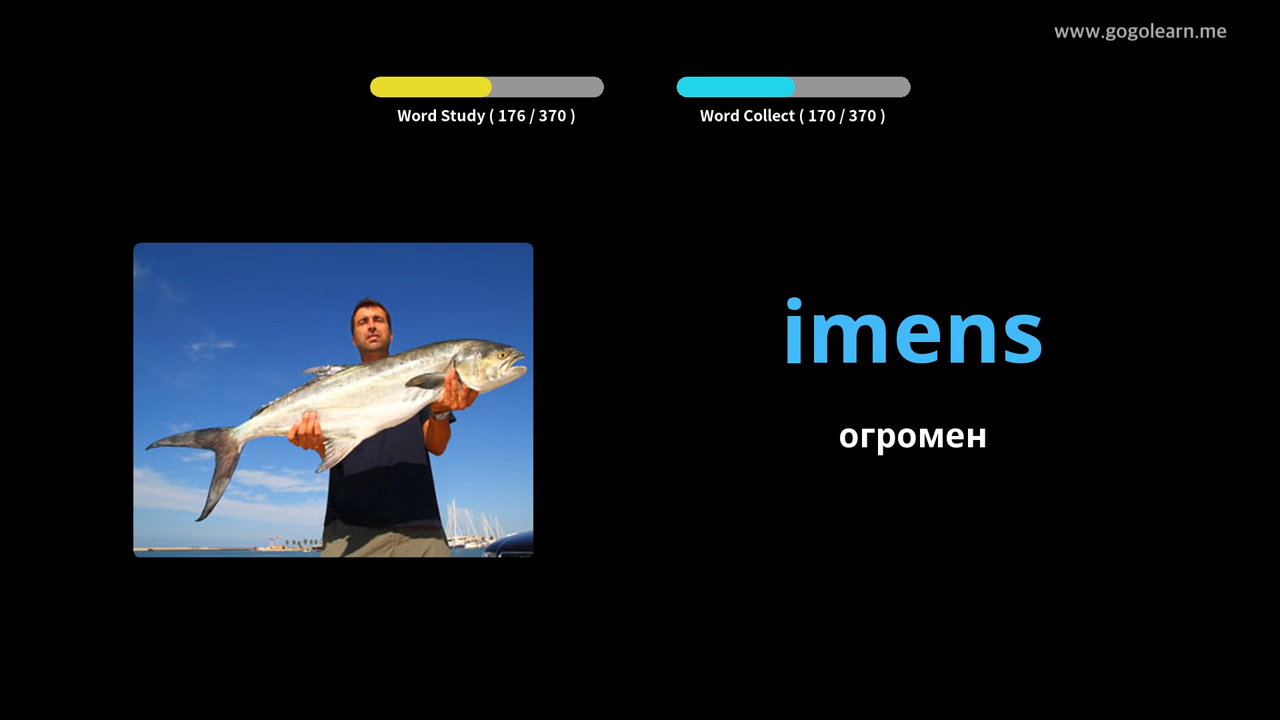 www.gogolearn.me
Word Study ( 176 / 370 )
Word Collect ( 170 / 370 )
imens
огромен